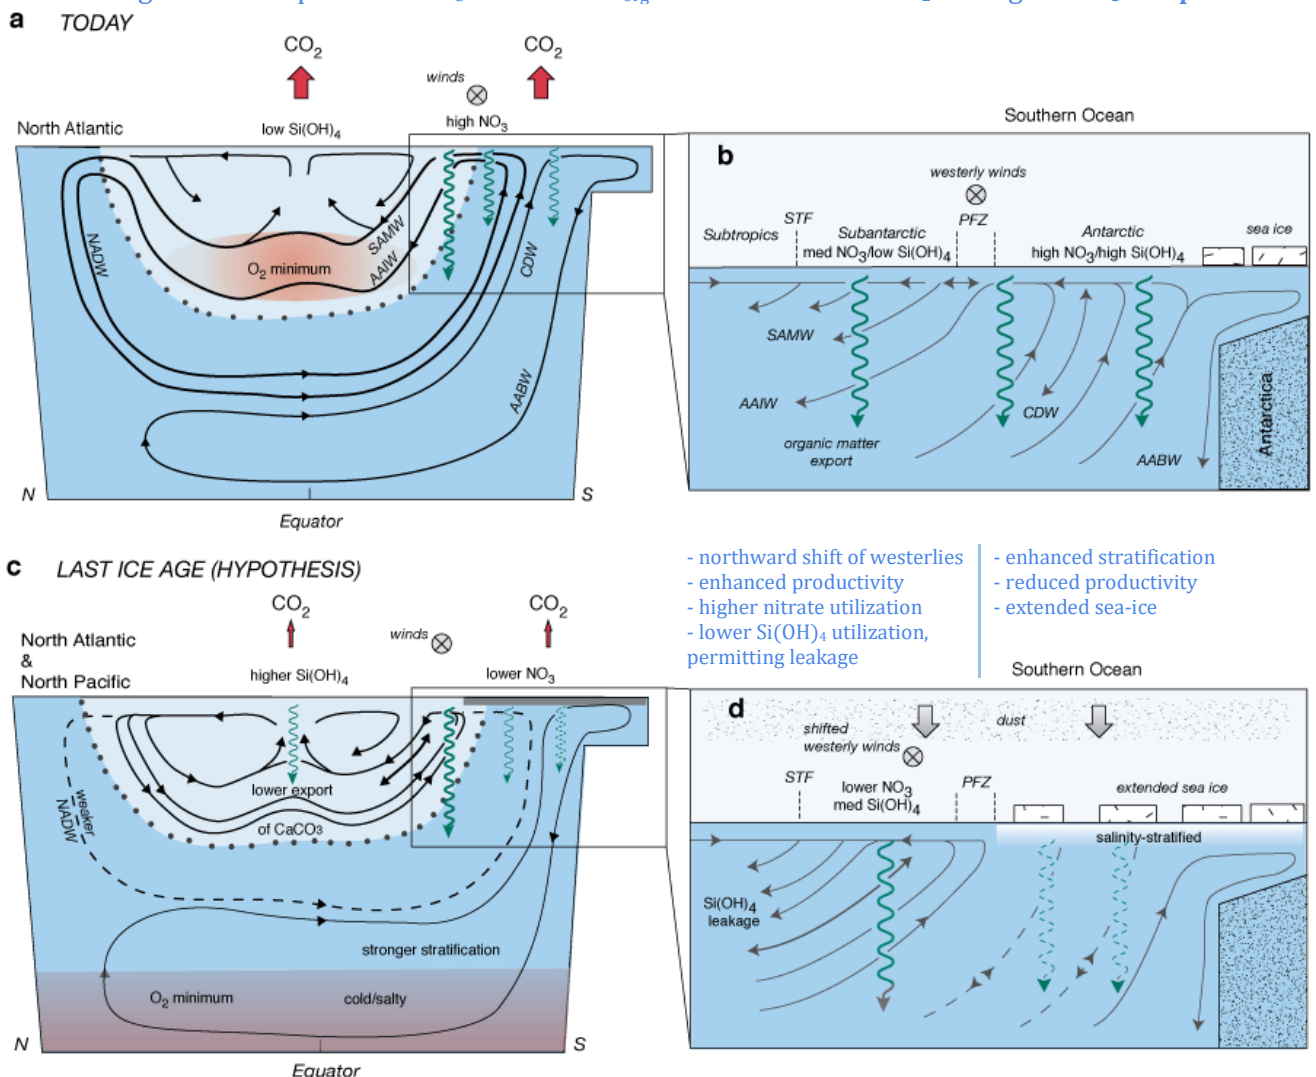 a TODAY
CO2
CO2
winds
North Atlantic
low Si(OH)4
high NO3
SAMW
AAIW
NADW
O2 minimum
CDW
AABW
N
S
Equator
Southern Ocean
b
westerly winds
STF
PFZ
sea ice
Subtropics
Subantarctic
Antarctic
med NO3/low Si(OH)4
high NO3/high Si(OH)4
SAMW
AAIW
CDW
organic matter
export
AABW
Antarctica
c LAST ICE AGE (HYPOTHESIS)
CO2
CO2
North Atlantic
&
North Pacific
winds
higher Si(OH)4
lower NO3
weaker
NADW
lower export
of CaCO3
stronger stratification
O2 minimum
cold/salty
N
S
Equator
- northward shift of westerlies
- enhanced productivity
- higher nitrate utilization
- lower Si(OH)4 utilization,
permitting leakage
- enhanced stratification
- reduced productivity
- extended sea-ice
Southern Ocean
d
dust
shifted
westerly winds
STF
lower NO3
med Si(OH)4
PFZ
extended sea ice
salinity-stratified
Si(OH)4
leakage